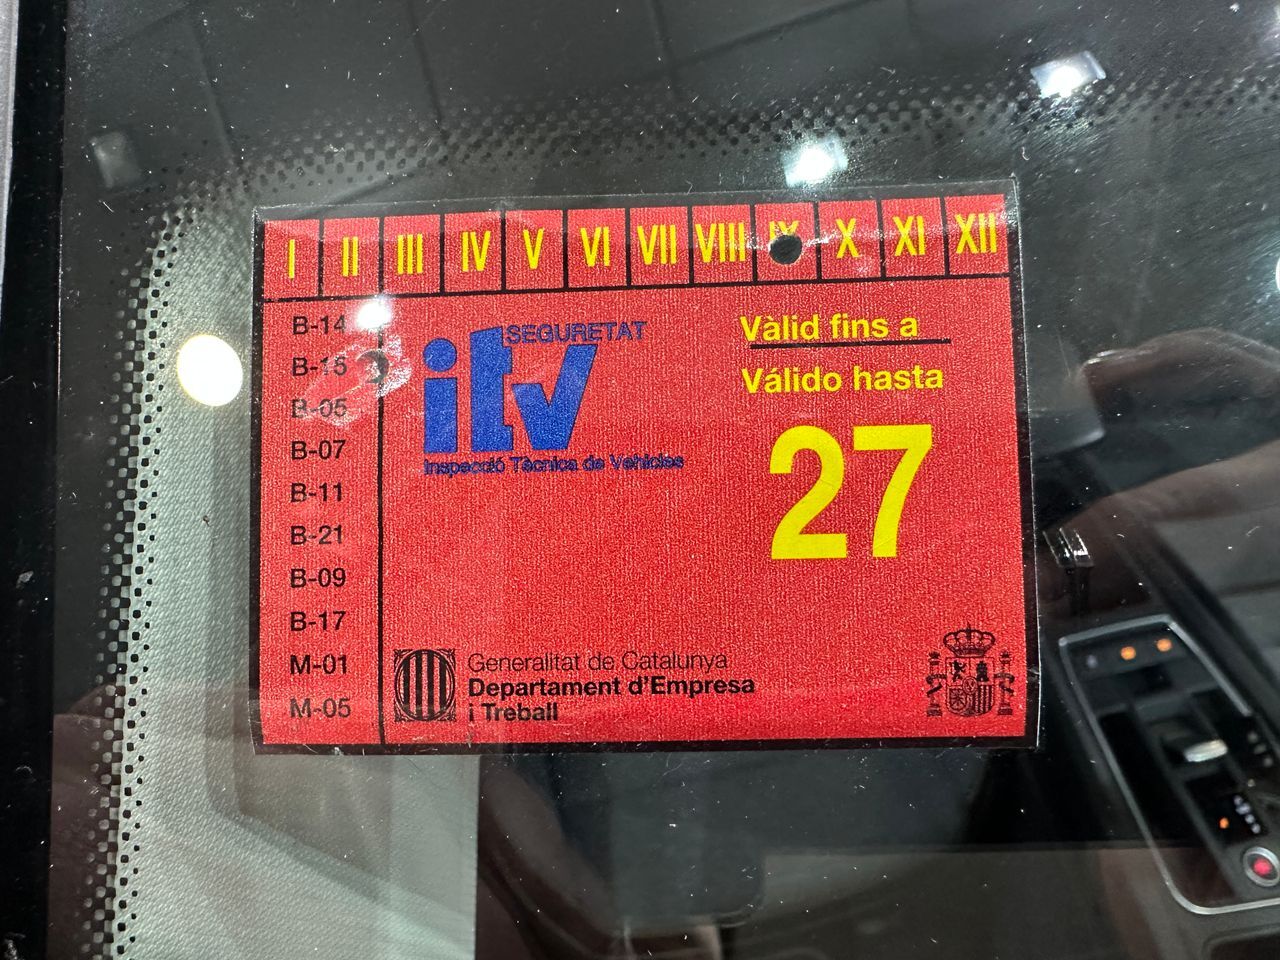 I II III IV V VI VII VIII IX X XI XII
B-14
B-15
B-05
B-07
B-11
B-21
B-09
B-17
M-01
M-05
SEGURETAT
itv
Inspecció Tècnica de Vehicles
Vàlid fins a
Válido hasta
27
Generalitat de Catalunya
Departament d'Empresa
i Treball